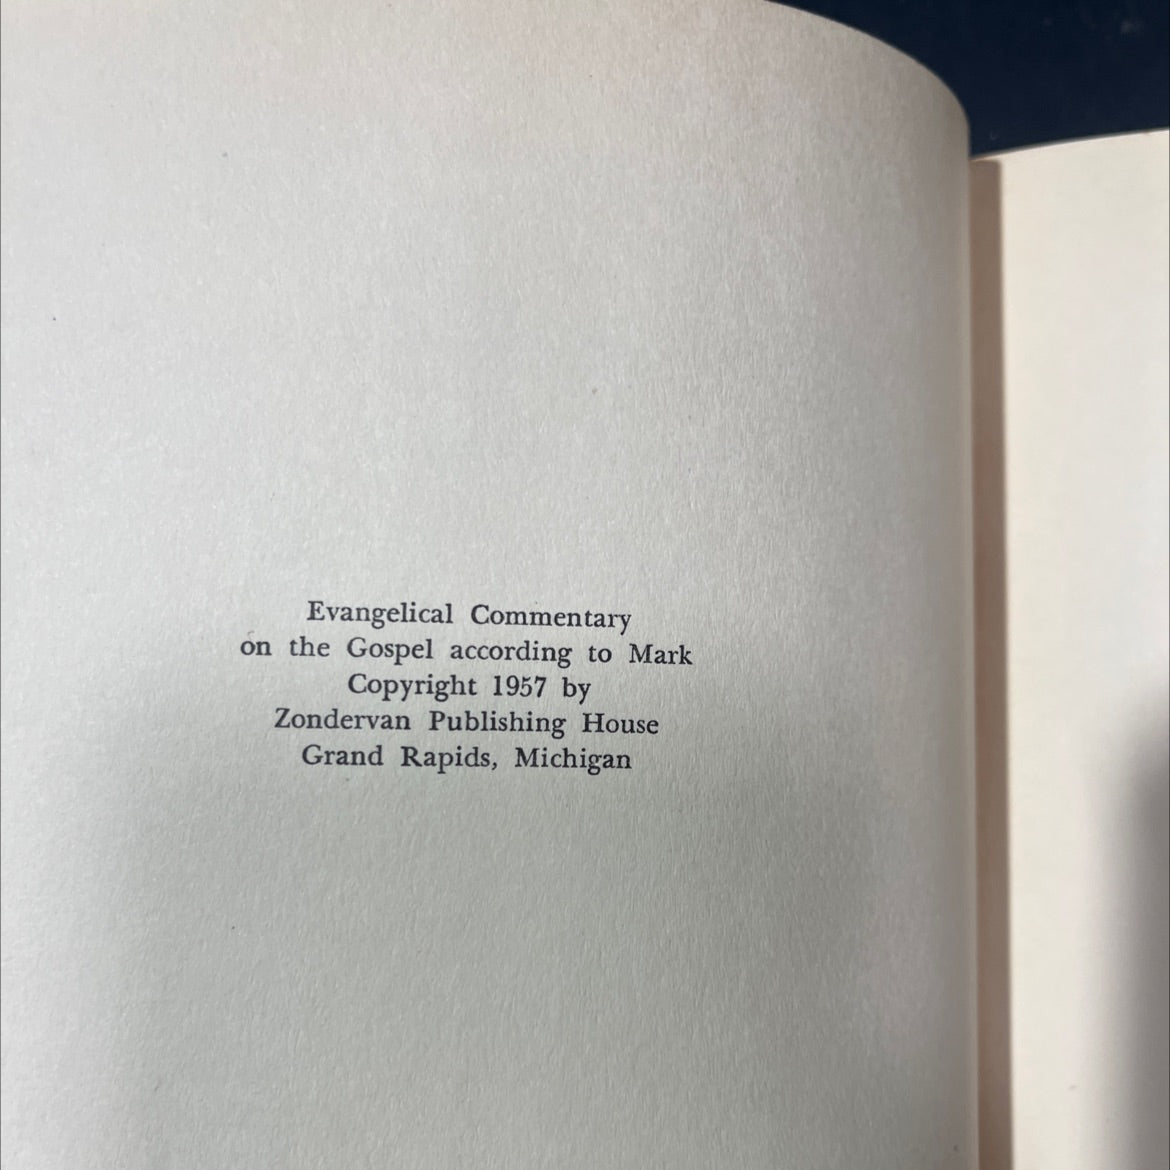 Evangelical Commentary
on the Gospel according to Mark
Copyright 1957 by
Zondervan Publishing House
Grand Rapids, Michigan